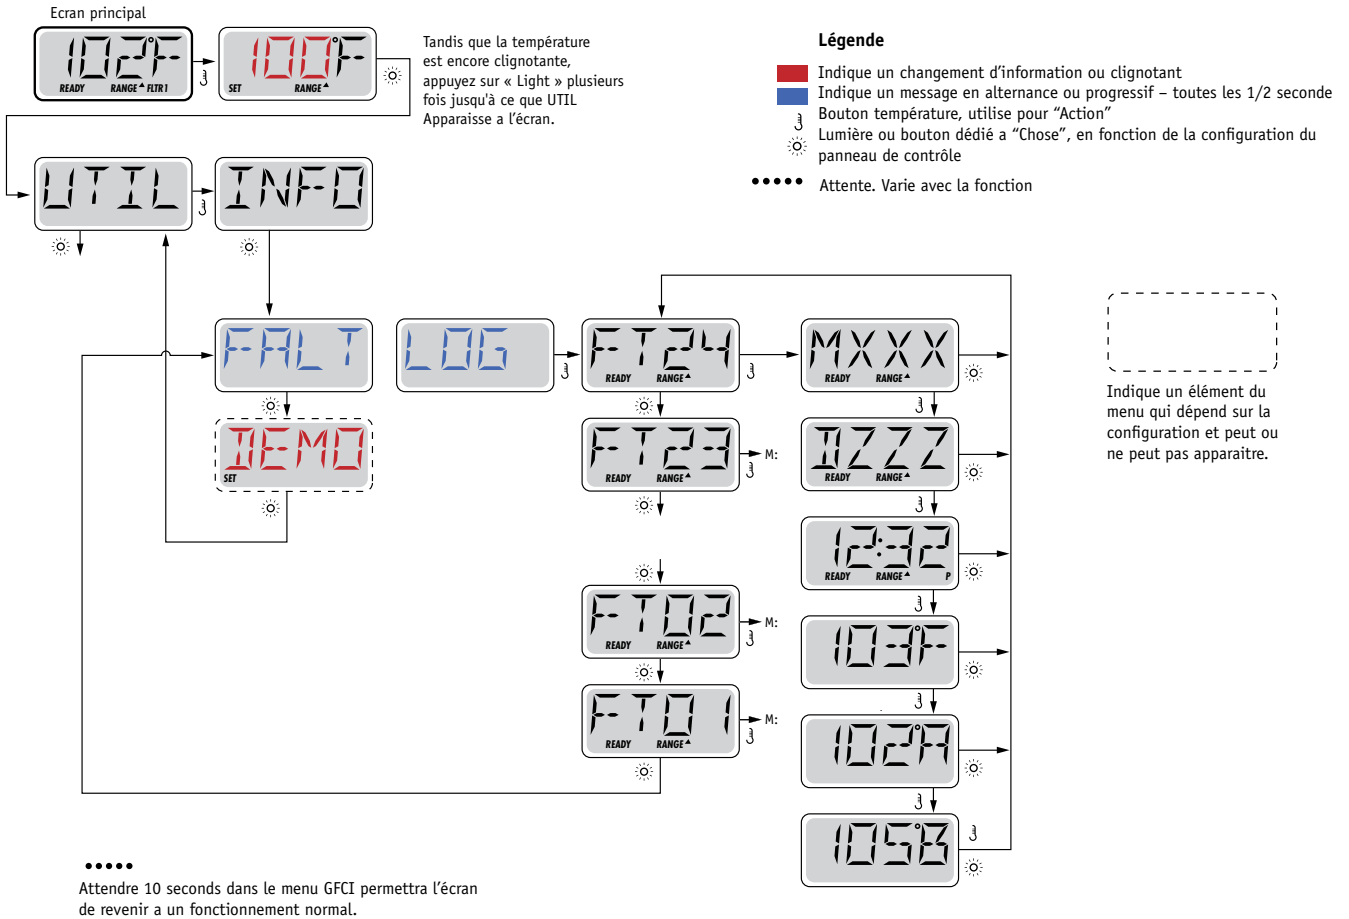 Ecran principal
102°F
READY RANGE FLTR1
100°F
SET RANGE
Tandis que la température
est encore clignotante,
appuyez sur « Light » plusieurs
fois jusqu'à ce que UTIL
Apparaisse a l'écran.
Légende
Indique un changement d'information ou clignotant
Indique un message en alternance ou progressif – toutes les 1/2 seconde
Bouton température, utilise pour "Action"
Lumière ou bouton dédié a "Chose", en fonction de la configuration du
panneau de contrôle
..... Attente. Varie avec la fonction
UTIL
INFO
FALT
LOG
FT24
READY RANGE
MXXX
READY RANGE
DEMO
SET
FT23
READY RANGE
M:
DZZZ
READY RANGE
12:32
READY RANGE P
FT02
READY RANGE
M:
103°F
FT01
READY RANGE
M:
102°A
105°B
Indique un élément du
menu qui dépend sur la
configuration et peut ou
ne peut pas apparaitre.
.....
Attendre 10 seconds dans le menu GFCI permettra l'écran
de revenir a un fonctionnement normal.